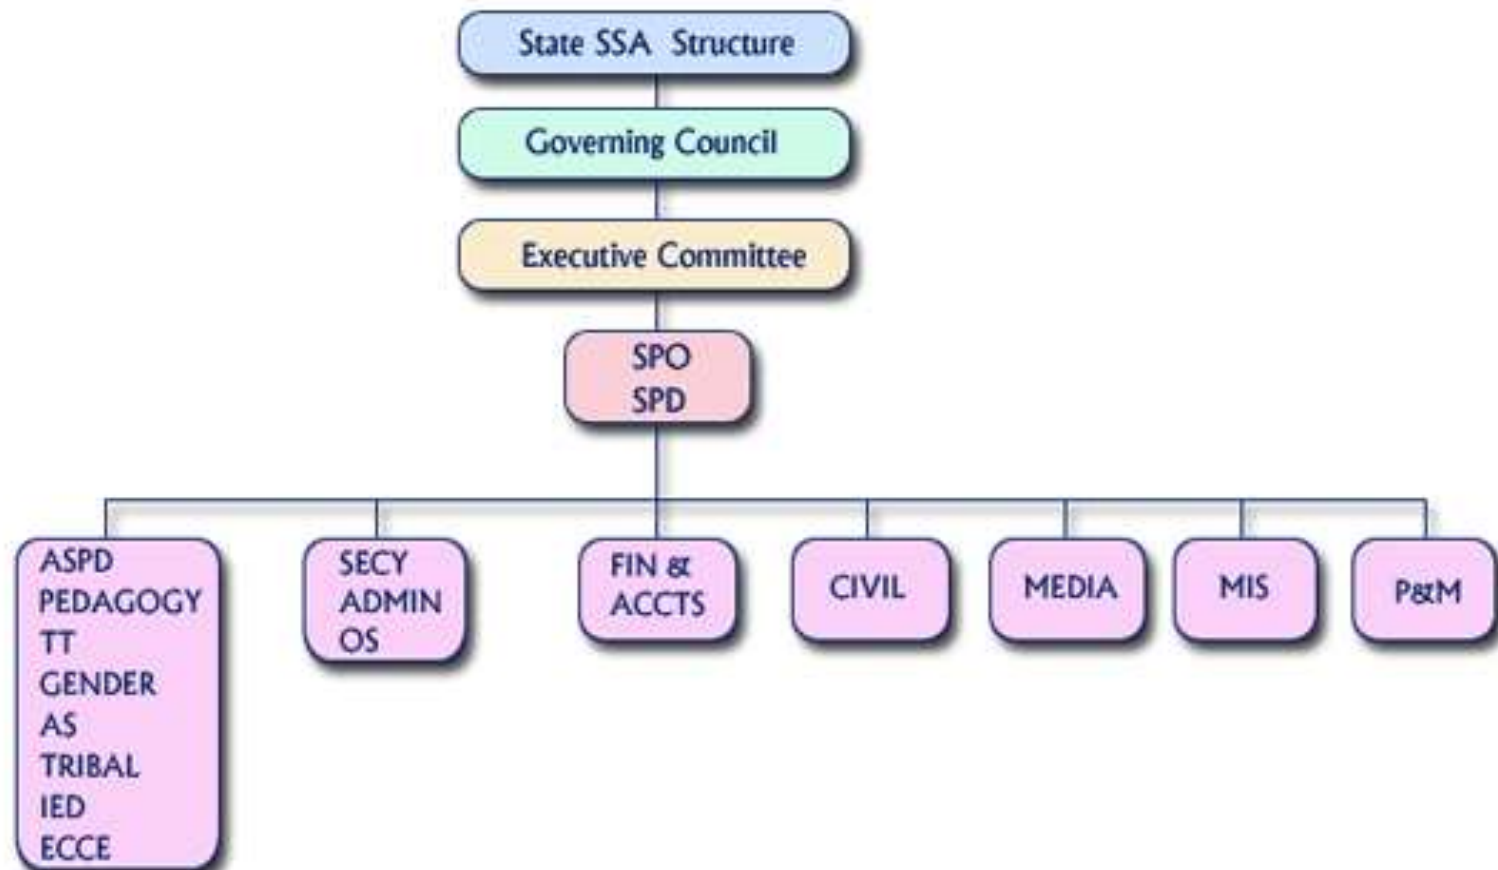 State SSA Structure
Governing Council
Executive Committee
SPO
SPD
ASPD
PEDAGOGY
TT
GENDER
AS
TRIBAL
IED
ECCE
SECY
ADMIN
OS
FIN &
ACCTS
CIVIL
MEDIA
MIS
P&M